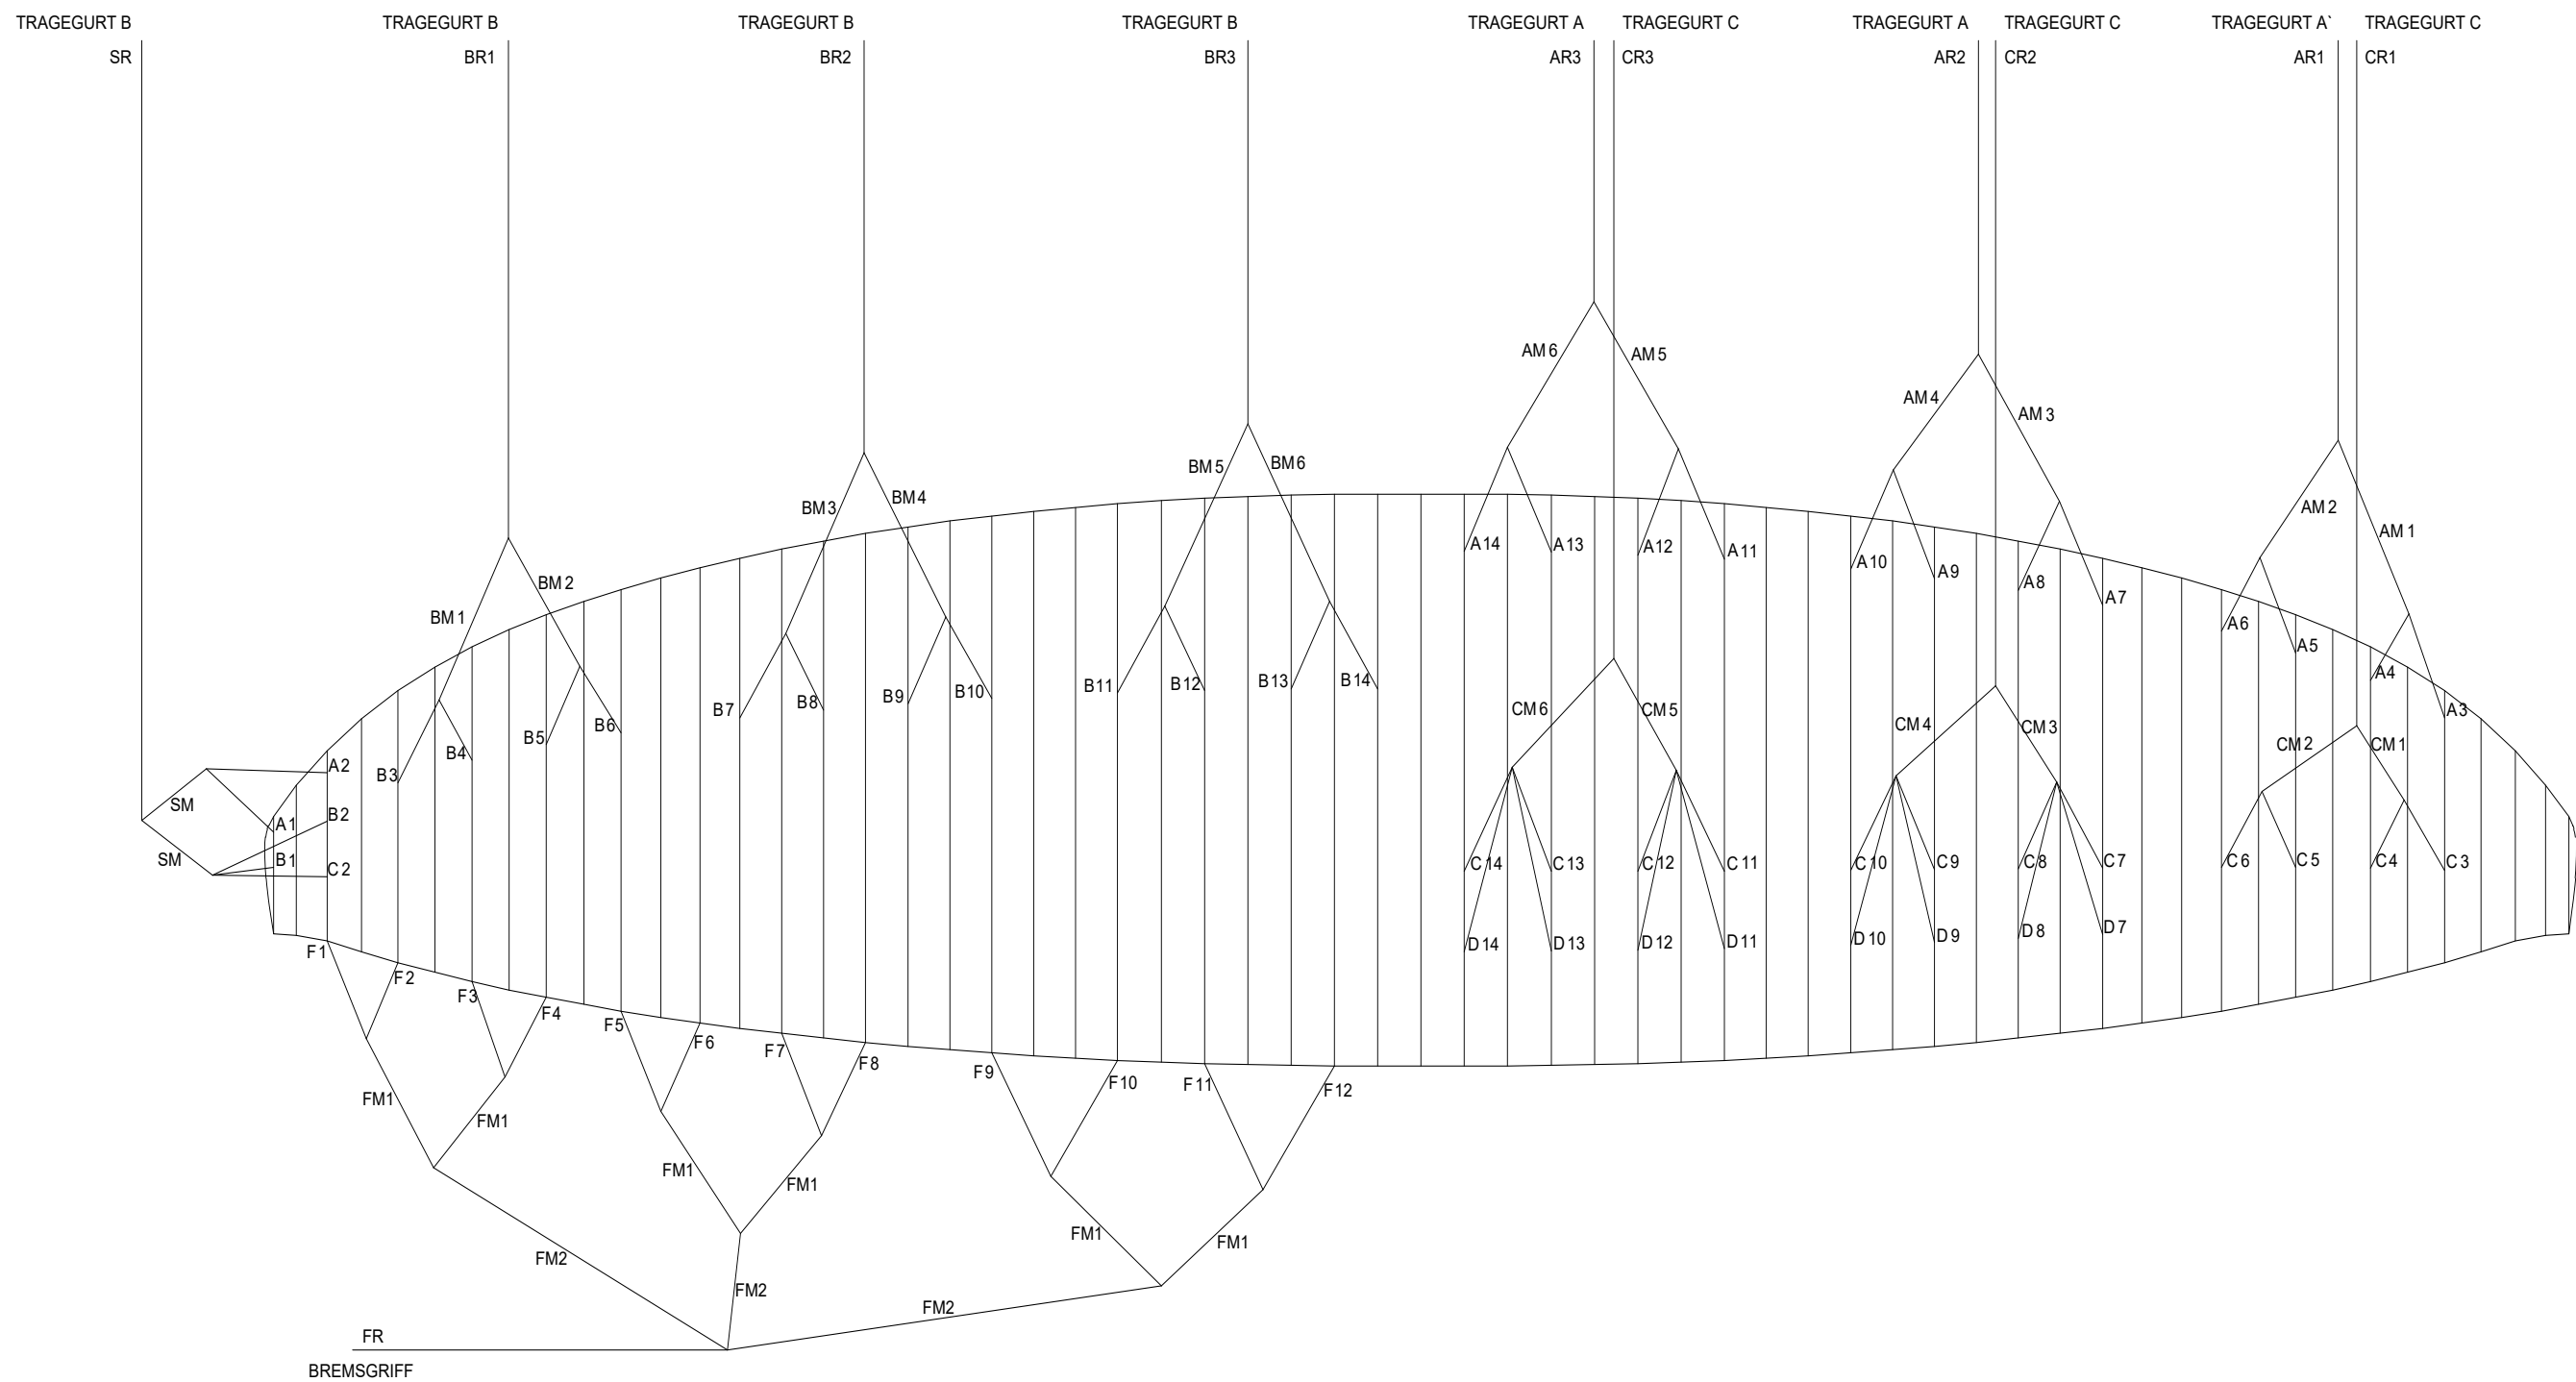 TRAGEGURT B
TRAGEGURT B
TRAGEGURT B
TRAGEGURT B
TRAGEGURT A
TRAGEGURT C
TRAGEGURT A
TRAGEGURT C
TRAGEGURT A`
TRAGEGURT C
SR
BR1
BR2
BR3
AR3
CR3
AR2
CR2
AR1
CR1
AM6
AM5
AM4
AM3
BM5
BM6
BM3
BM4
AM2
AM1
A14
A13
A12
A11
A10
A9
A8
A7
BM2
BM1
A6
A5
A4
A3
B11
B12
B13
B14
B9
B10
B7
B8
B5
B6
B3
B4
CM6
CM5
CM4
CM3
CM2
CM1
A2
SM
B2
A1
SM
B1
C2
C14
C13
C12
C11
C10
C9
C8
C7
C6
C5
C4
C3
D14
D13
D12
D11
D10
D9
D8
D7
F1
F2
F3
F4
F5
F6
F7
F8
F9
F10
F11
F12
FM1
FM1
FM1
FM1
FM1
FM1
FM2
FM2
FM2
FR
BREMSGRIFF